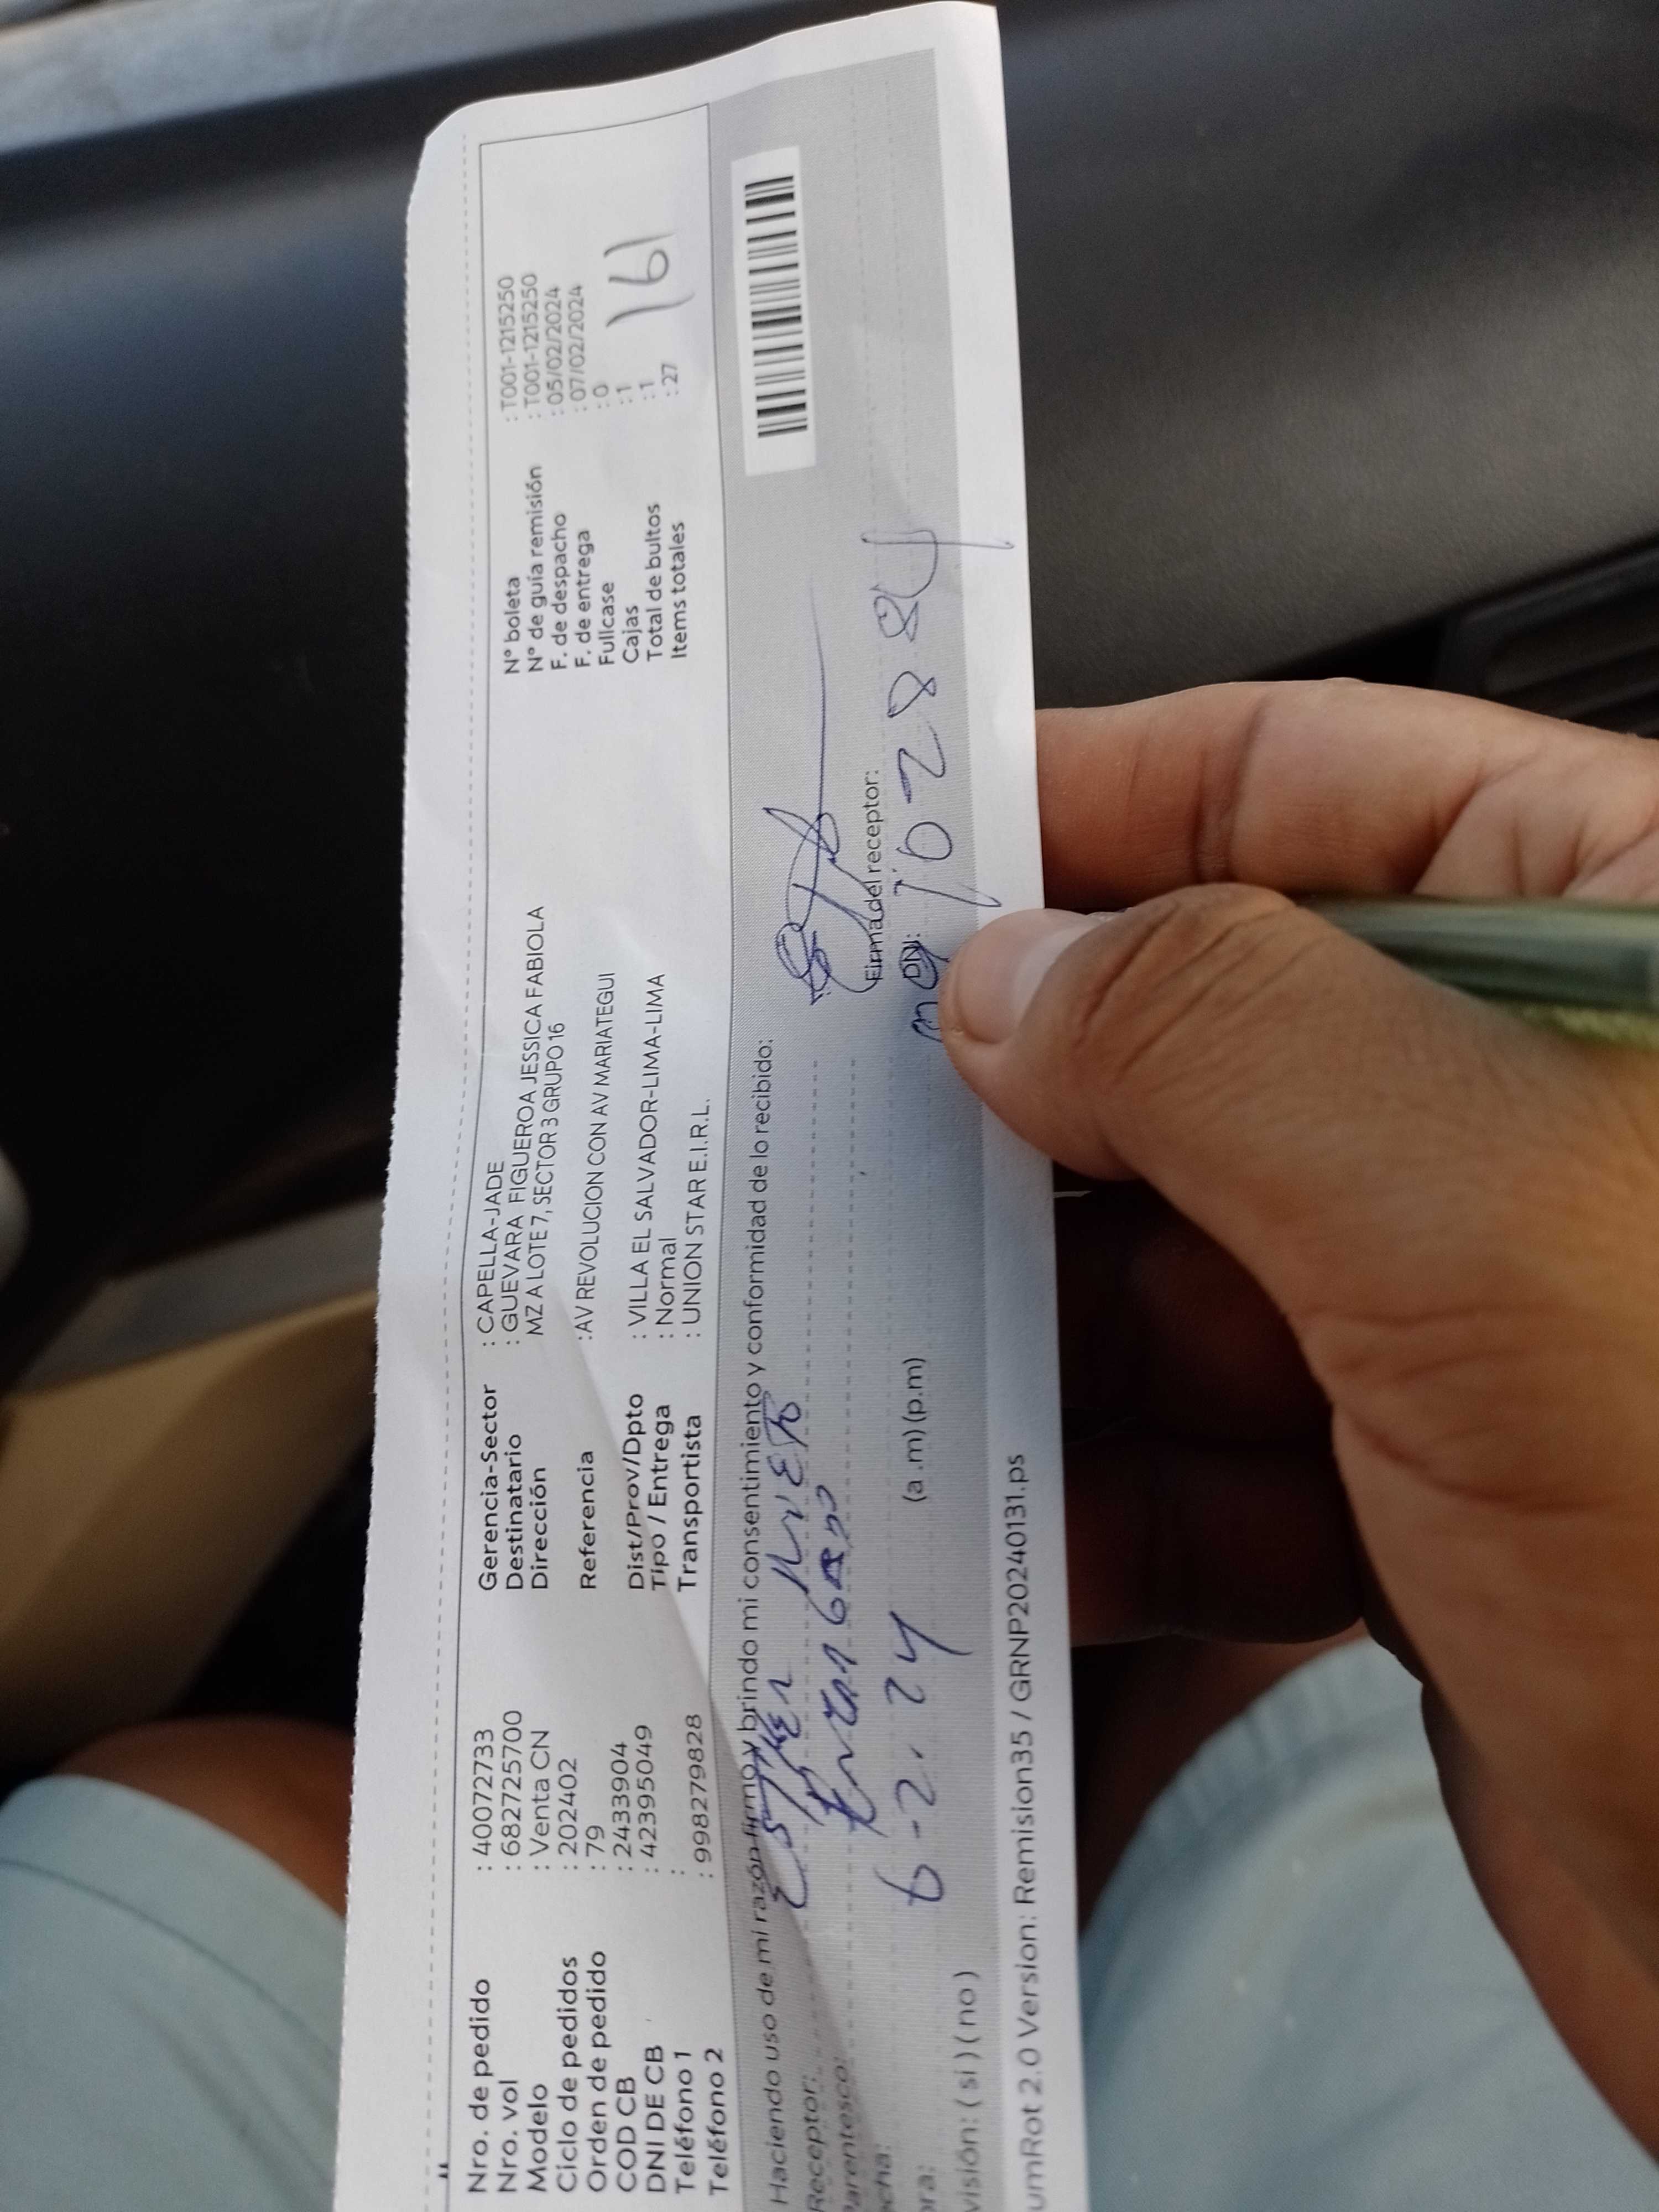 Nro. de pedido : 40072733
Nro. vol : 682725700
Modelo : Venta CN
Ciclo de pedidos : 202402
Orden de pedido : 79
COD CB : 2433904
DNI DE CB : 42395049
Teléfono 1 :
Teléfono 2 : 998279828
Gerencia-Sector : CAPELLA-JADE
Destinatario : GUEVARA FIGUEROA JESSICA FABIOLA
Dirección MZ A LOTE 7, SECTOR 3 GRUPO 16
Referencia : AV REVOLUCION CON AV MARIATEGUI
Dist/Prov/Dpto : VILLA EL SALVADOR-LIMA-LIMA
Tipo / Entrega : Normal
Transportista : UNION STAR E.I.R.L.
N° boleta : T001-1215250
N° de guía remisión : T001-1215250
F. de despacho : 05/02/2024
F. de entrega : 07/02/2024
Fullcase : 0
Cajas : 1
Total de bultos : 1
Items totales : 27
161
Haciendo uso de mi razón firmo y brindo mi consentimiento y conformidad de lo recibido:
Receptor:
Parentesco:
6-2.24
(a.m) (p.m)
visión: ( si ) ( no )
Firma del receptor:
DNI:
umRot 2.0 Version: Remision35 / GRNP20240131.ps